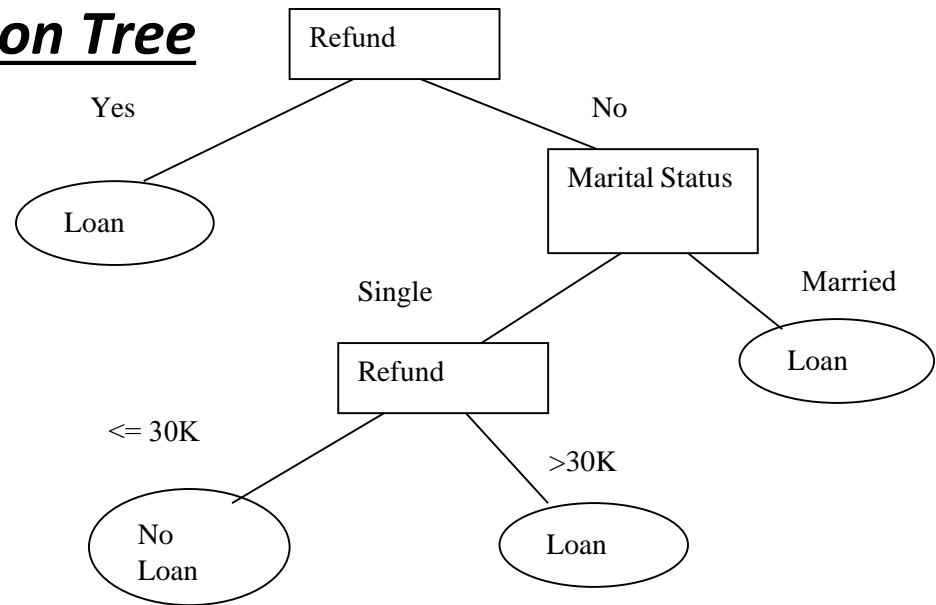 on Tree
Refund
Yes
No
Marital Status
Loan
Single
Married
Refund
Loan
<= 30K
>30K
No
Loan
Loan